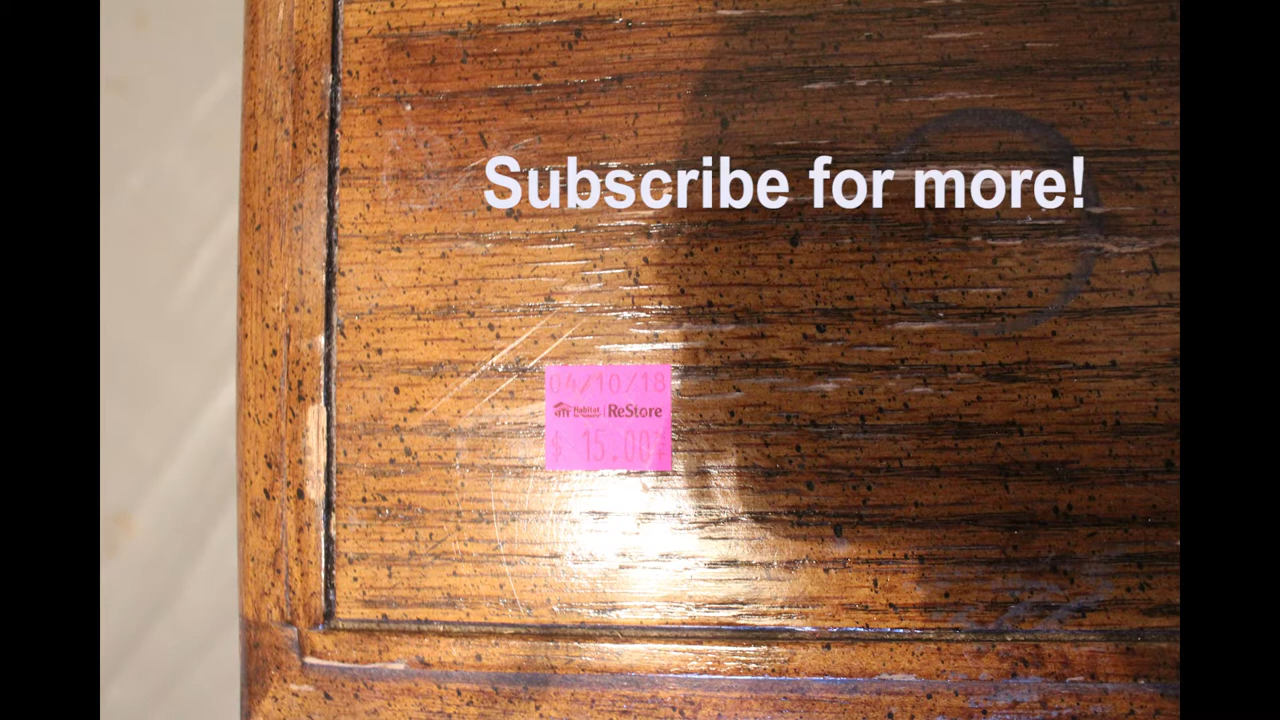 Subscribe for more!
04/10/18
Habitat | ReStore
$ 15.00